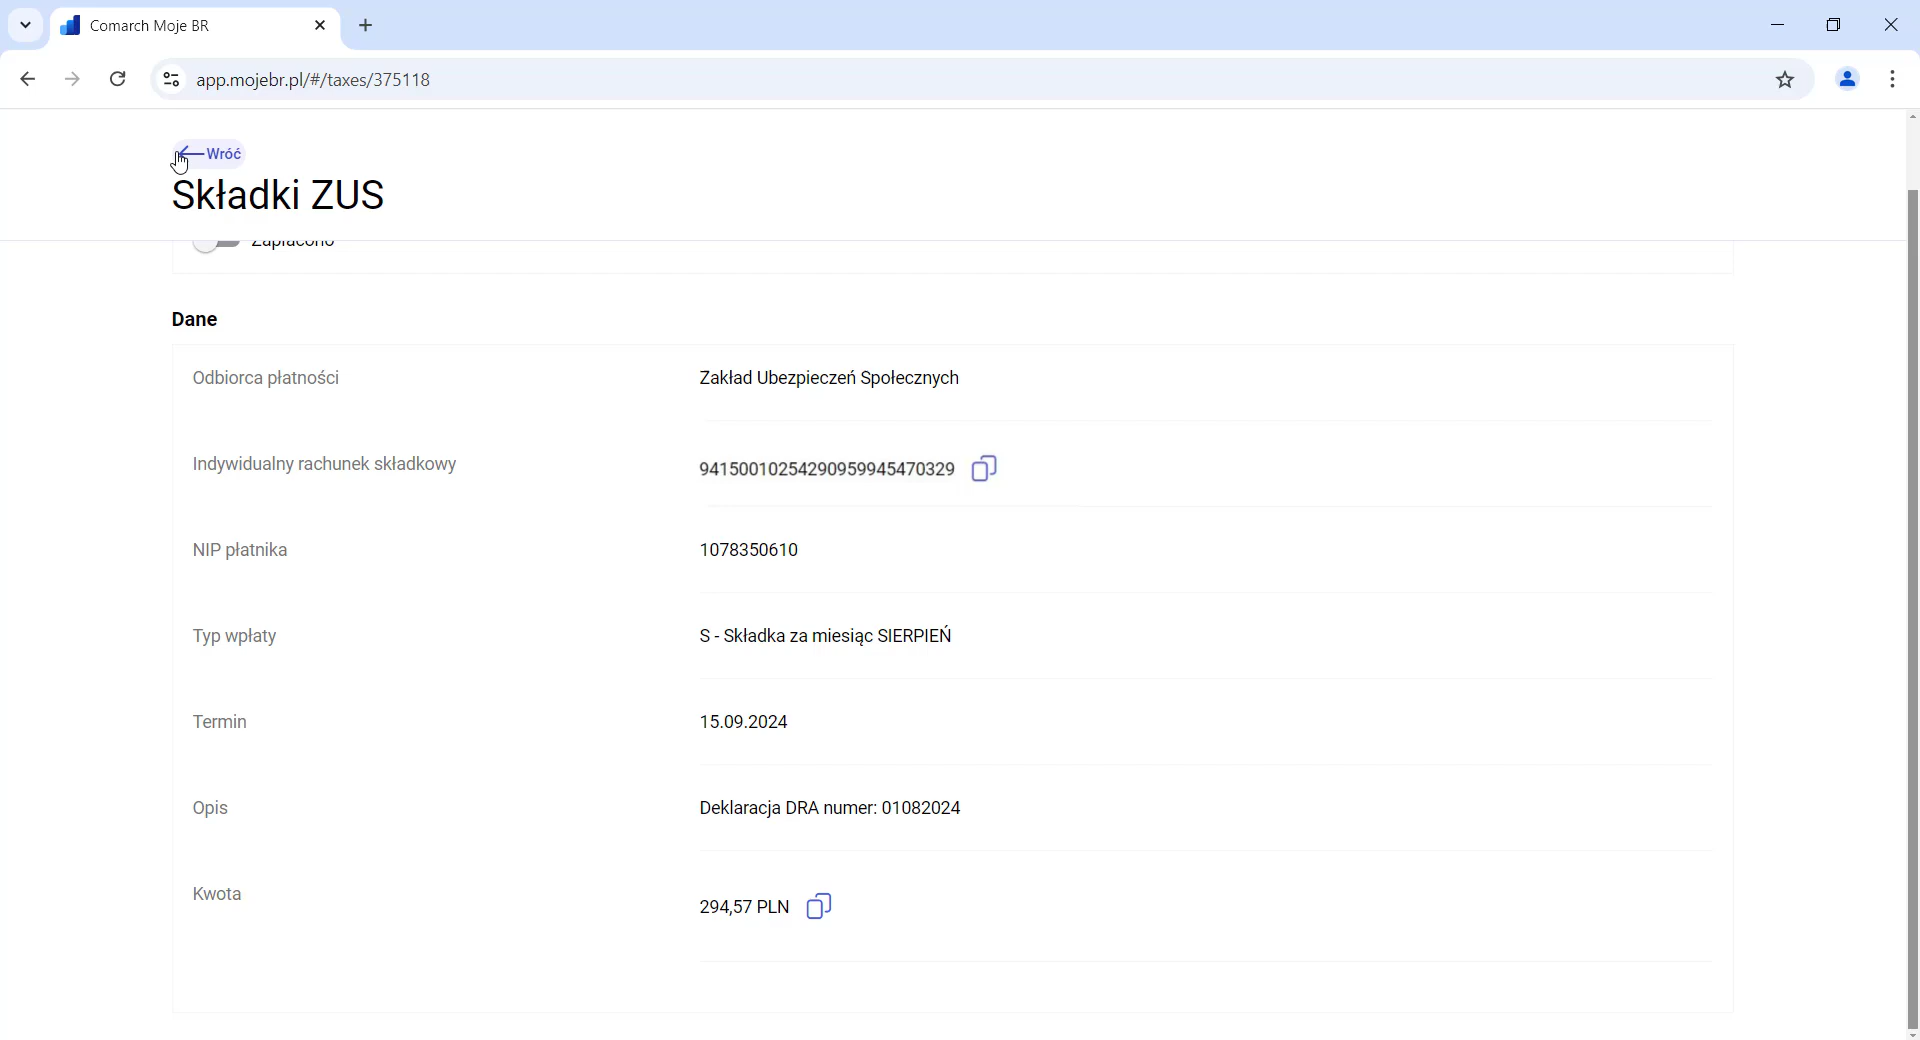 Comarch Moje BR
app.mojebr.pl/#/taxes/375118
Wróć
Składki ZUS
Zapłacono
Dane
Odbiorca płatności
Zakład Ubezpieczeń Społecznych
Indywidualny rachunek składkowy
94150010254290959945470329
NIP płatnika
1078350610
Typ wpłaty
S - Składka za miesiąc SIERPIEŃ
Termin
15.09.2024
Opis
Deklaracja DRA numer: 01082024
Kwota
294,57 PLN